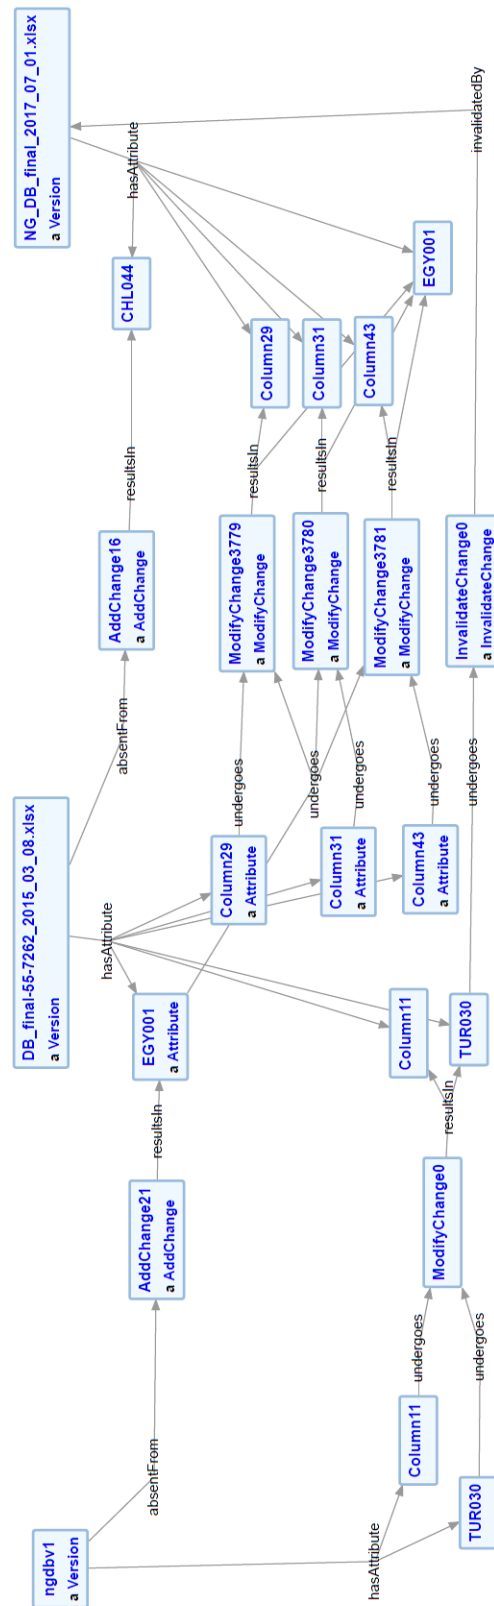 ngdbv1
a Version
hasAttribute
absentFrom
TUR030
Column11
undergoes
undergoes
AddChange21
a AddChange
ModifyChange0
resultsIn
resultsIn
EGY001
a Attribute
Column11
TUR030
DB_final-55-7262_2015_03_08.xlsx
a Version
hasAttribute
Column29
a Attribute
Column31
a Attribute
Column43
a Attribute
absentFrom
undergoes
undergoes
undergoes
undergoes
undergoes
AddChange16
a AddChange
ModifyChange3779
a ModifyChange
ModifyChange3780
a ModifyChange
ModifyChange3781
a ModifyChange
InvalidateChange0
a InvalidateChange
resultsIn
resultsIn
resultsIn
resultsIn
CHL044
Column29
Column31
Column43
EGY001
hasAttribute
invalidatedBy
NG_DB_final_2017_07_01.xlsx
a Version